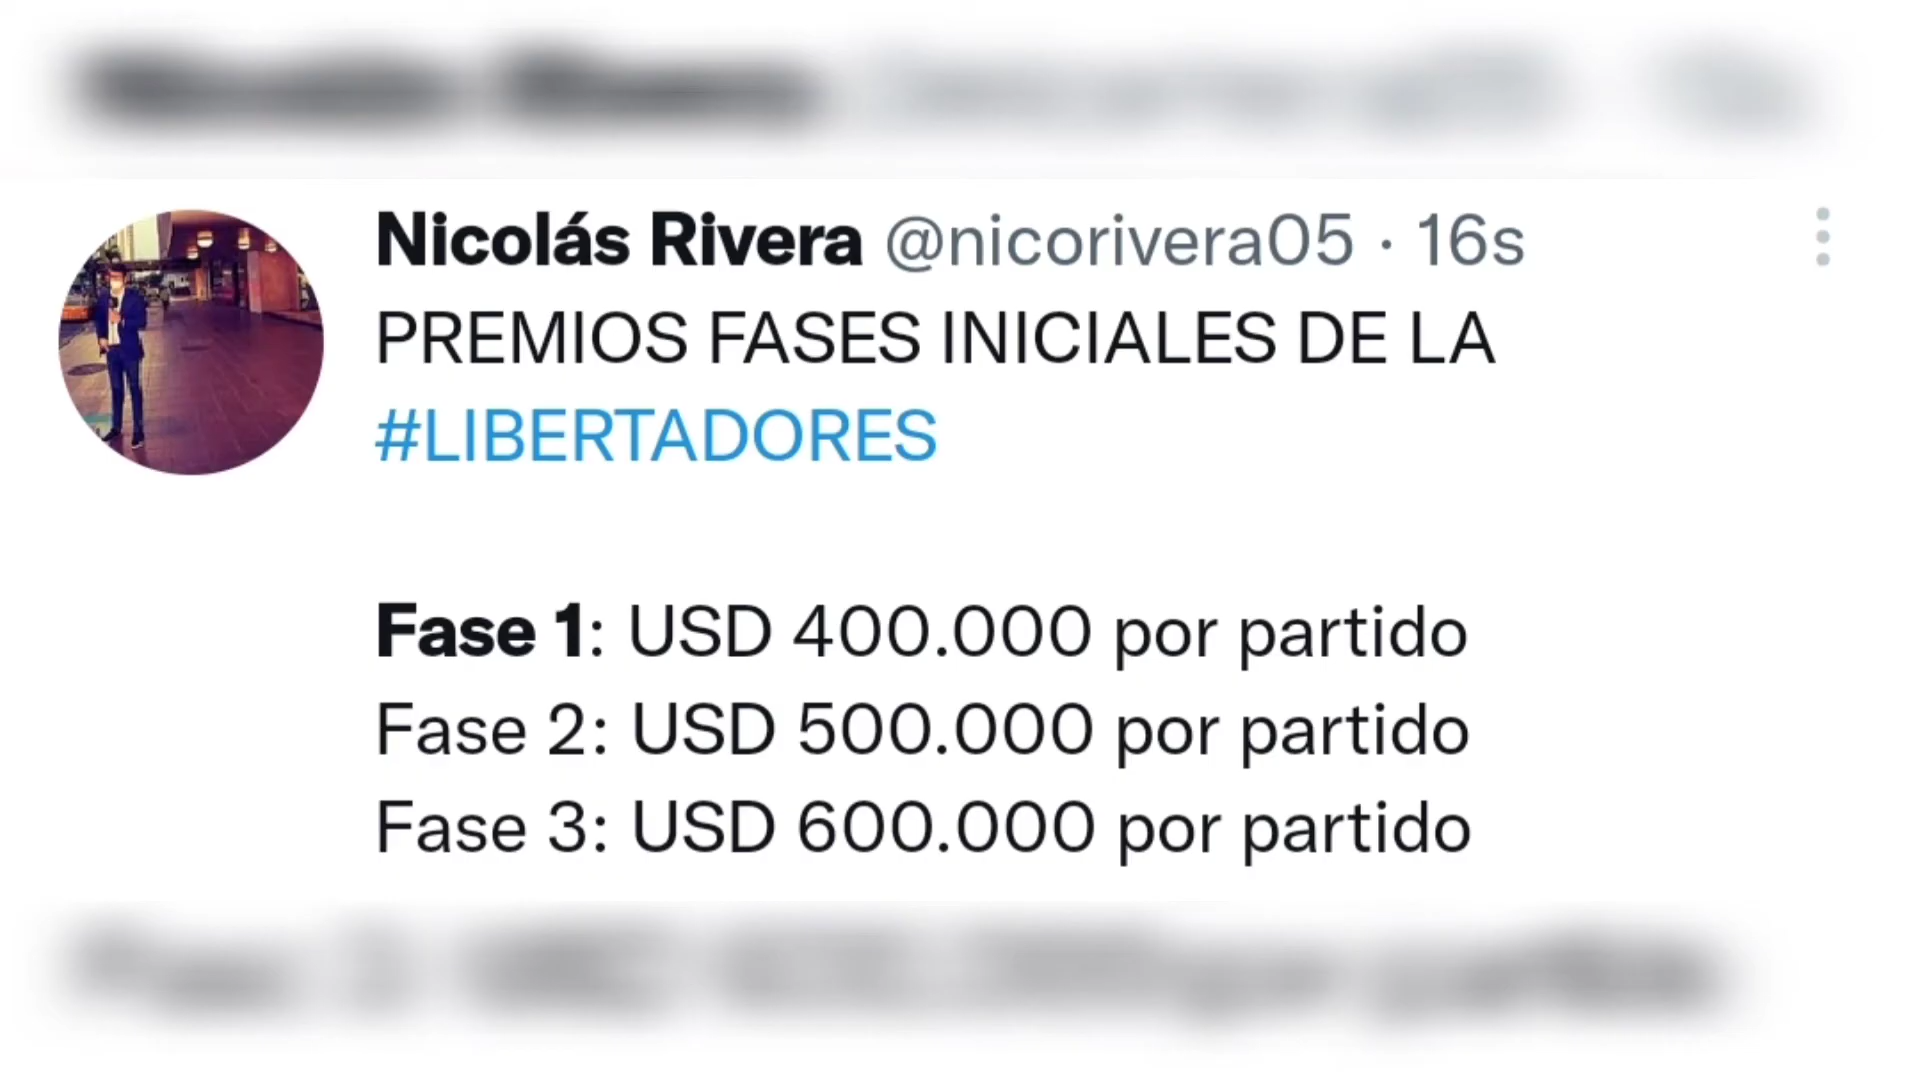 Nicolás Rivera @nicorivera05 · 16s
PREMIOS FASES INICIALES DE LA
#LIBERTADORES
Fase 1: USD 400.000 por partido
Fase 2: USD 500.000 por partido
Fase 3: USD 600.000 por partido